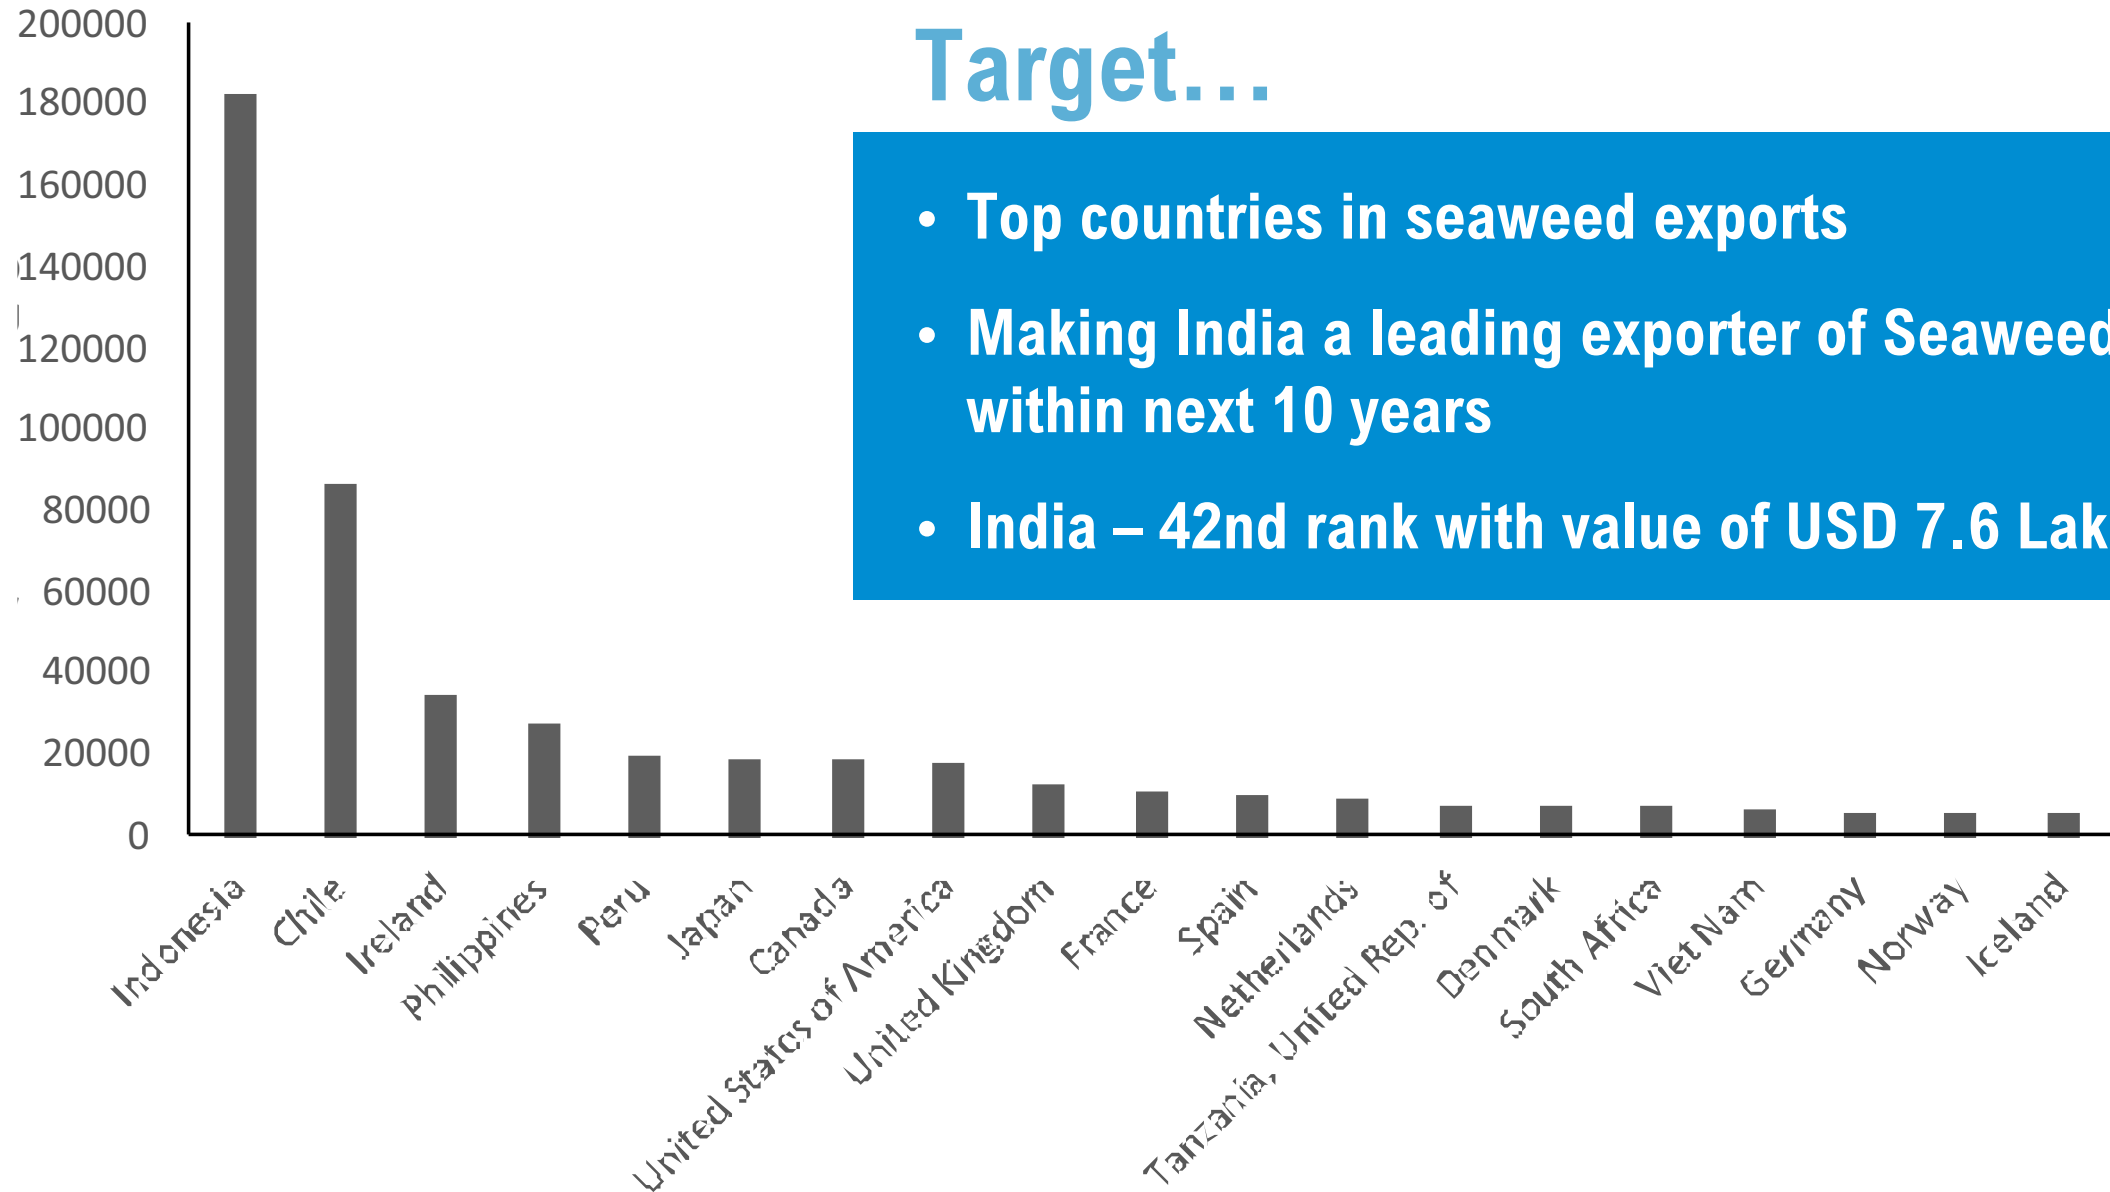 Target…
• Top countries in seaweed exports
• Making India a leading exporter of Seaweed
within next 10 years
• India – 42nd rank with value of USD 7.6 Lak
200000
180000
160000
140000
120000
100000
80000
60000
40000
20000
0
Indonesia
Chile
Ireland
Philippines
Peru
Japan
Canada
United States of America
United Kingdom
France
Spain
Netherlands
Tanzania, United Rep. of
Denmark
South Africa
Viet Nam
Germany
Norway
Iceland